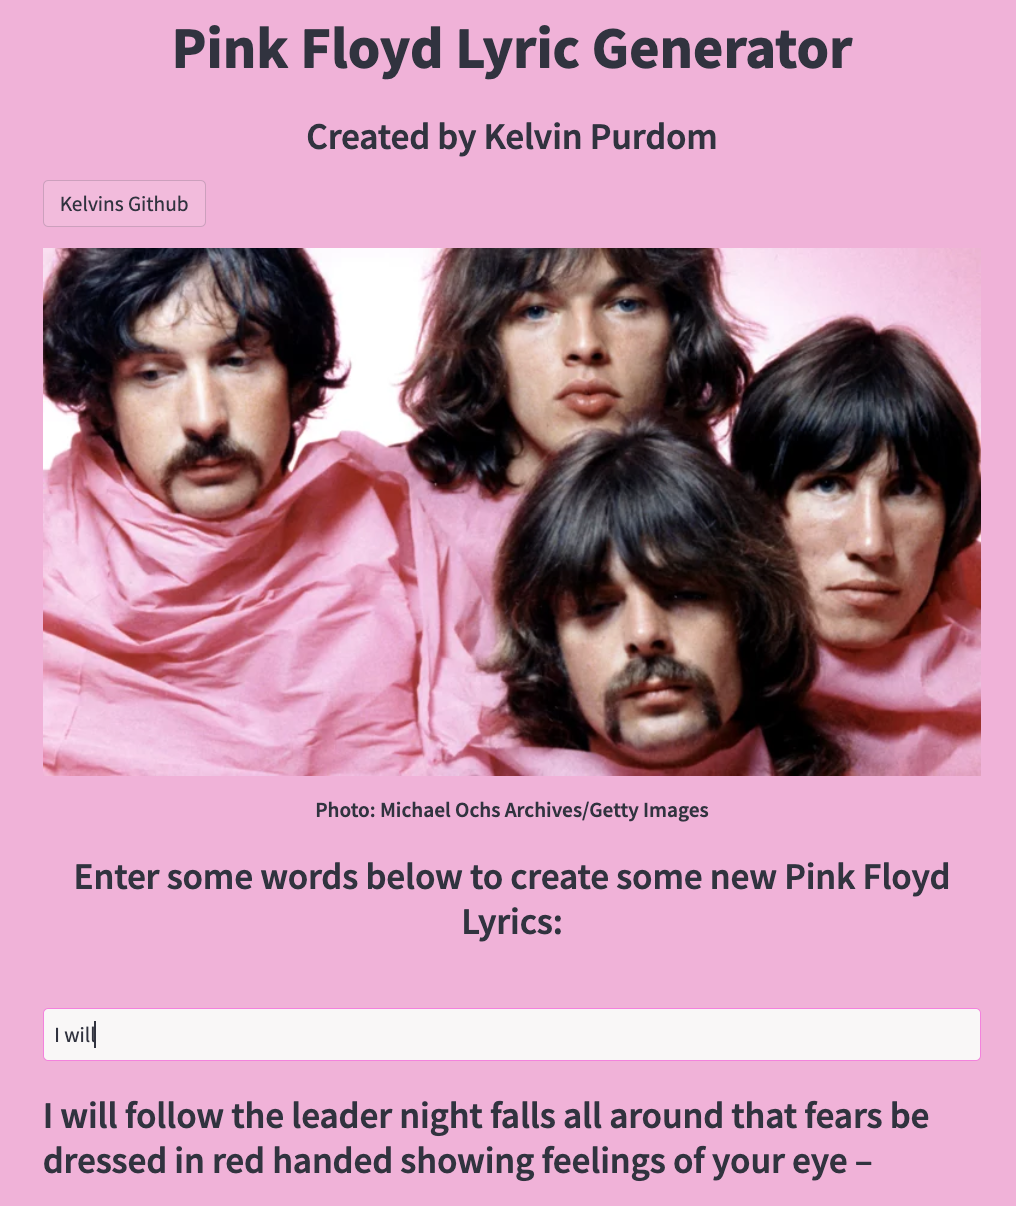 Pink Floyd Lyric Generator
Created by Kelvin Purdom
Kelvins Github
Photo: Michael Ochs Archives/Getty Images
Enter some words below to create some new Pink Floyd
Lyrics:
I will
I will follow the leader night falls all around that fears be
dressed in red handed showing feelings of your eye –